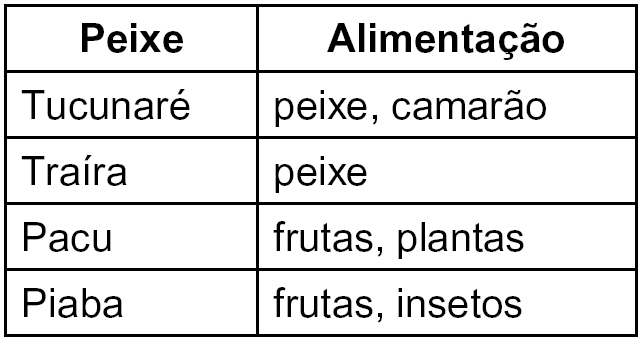 Peixe Alimentação
Tucunaré peixe, camarão
Traíra peixe
Pacu frutas, plantas
Piaba frutas, insetos